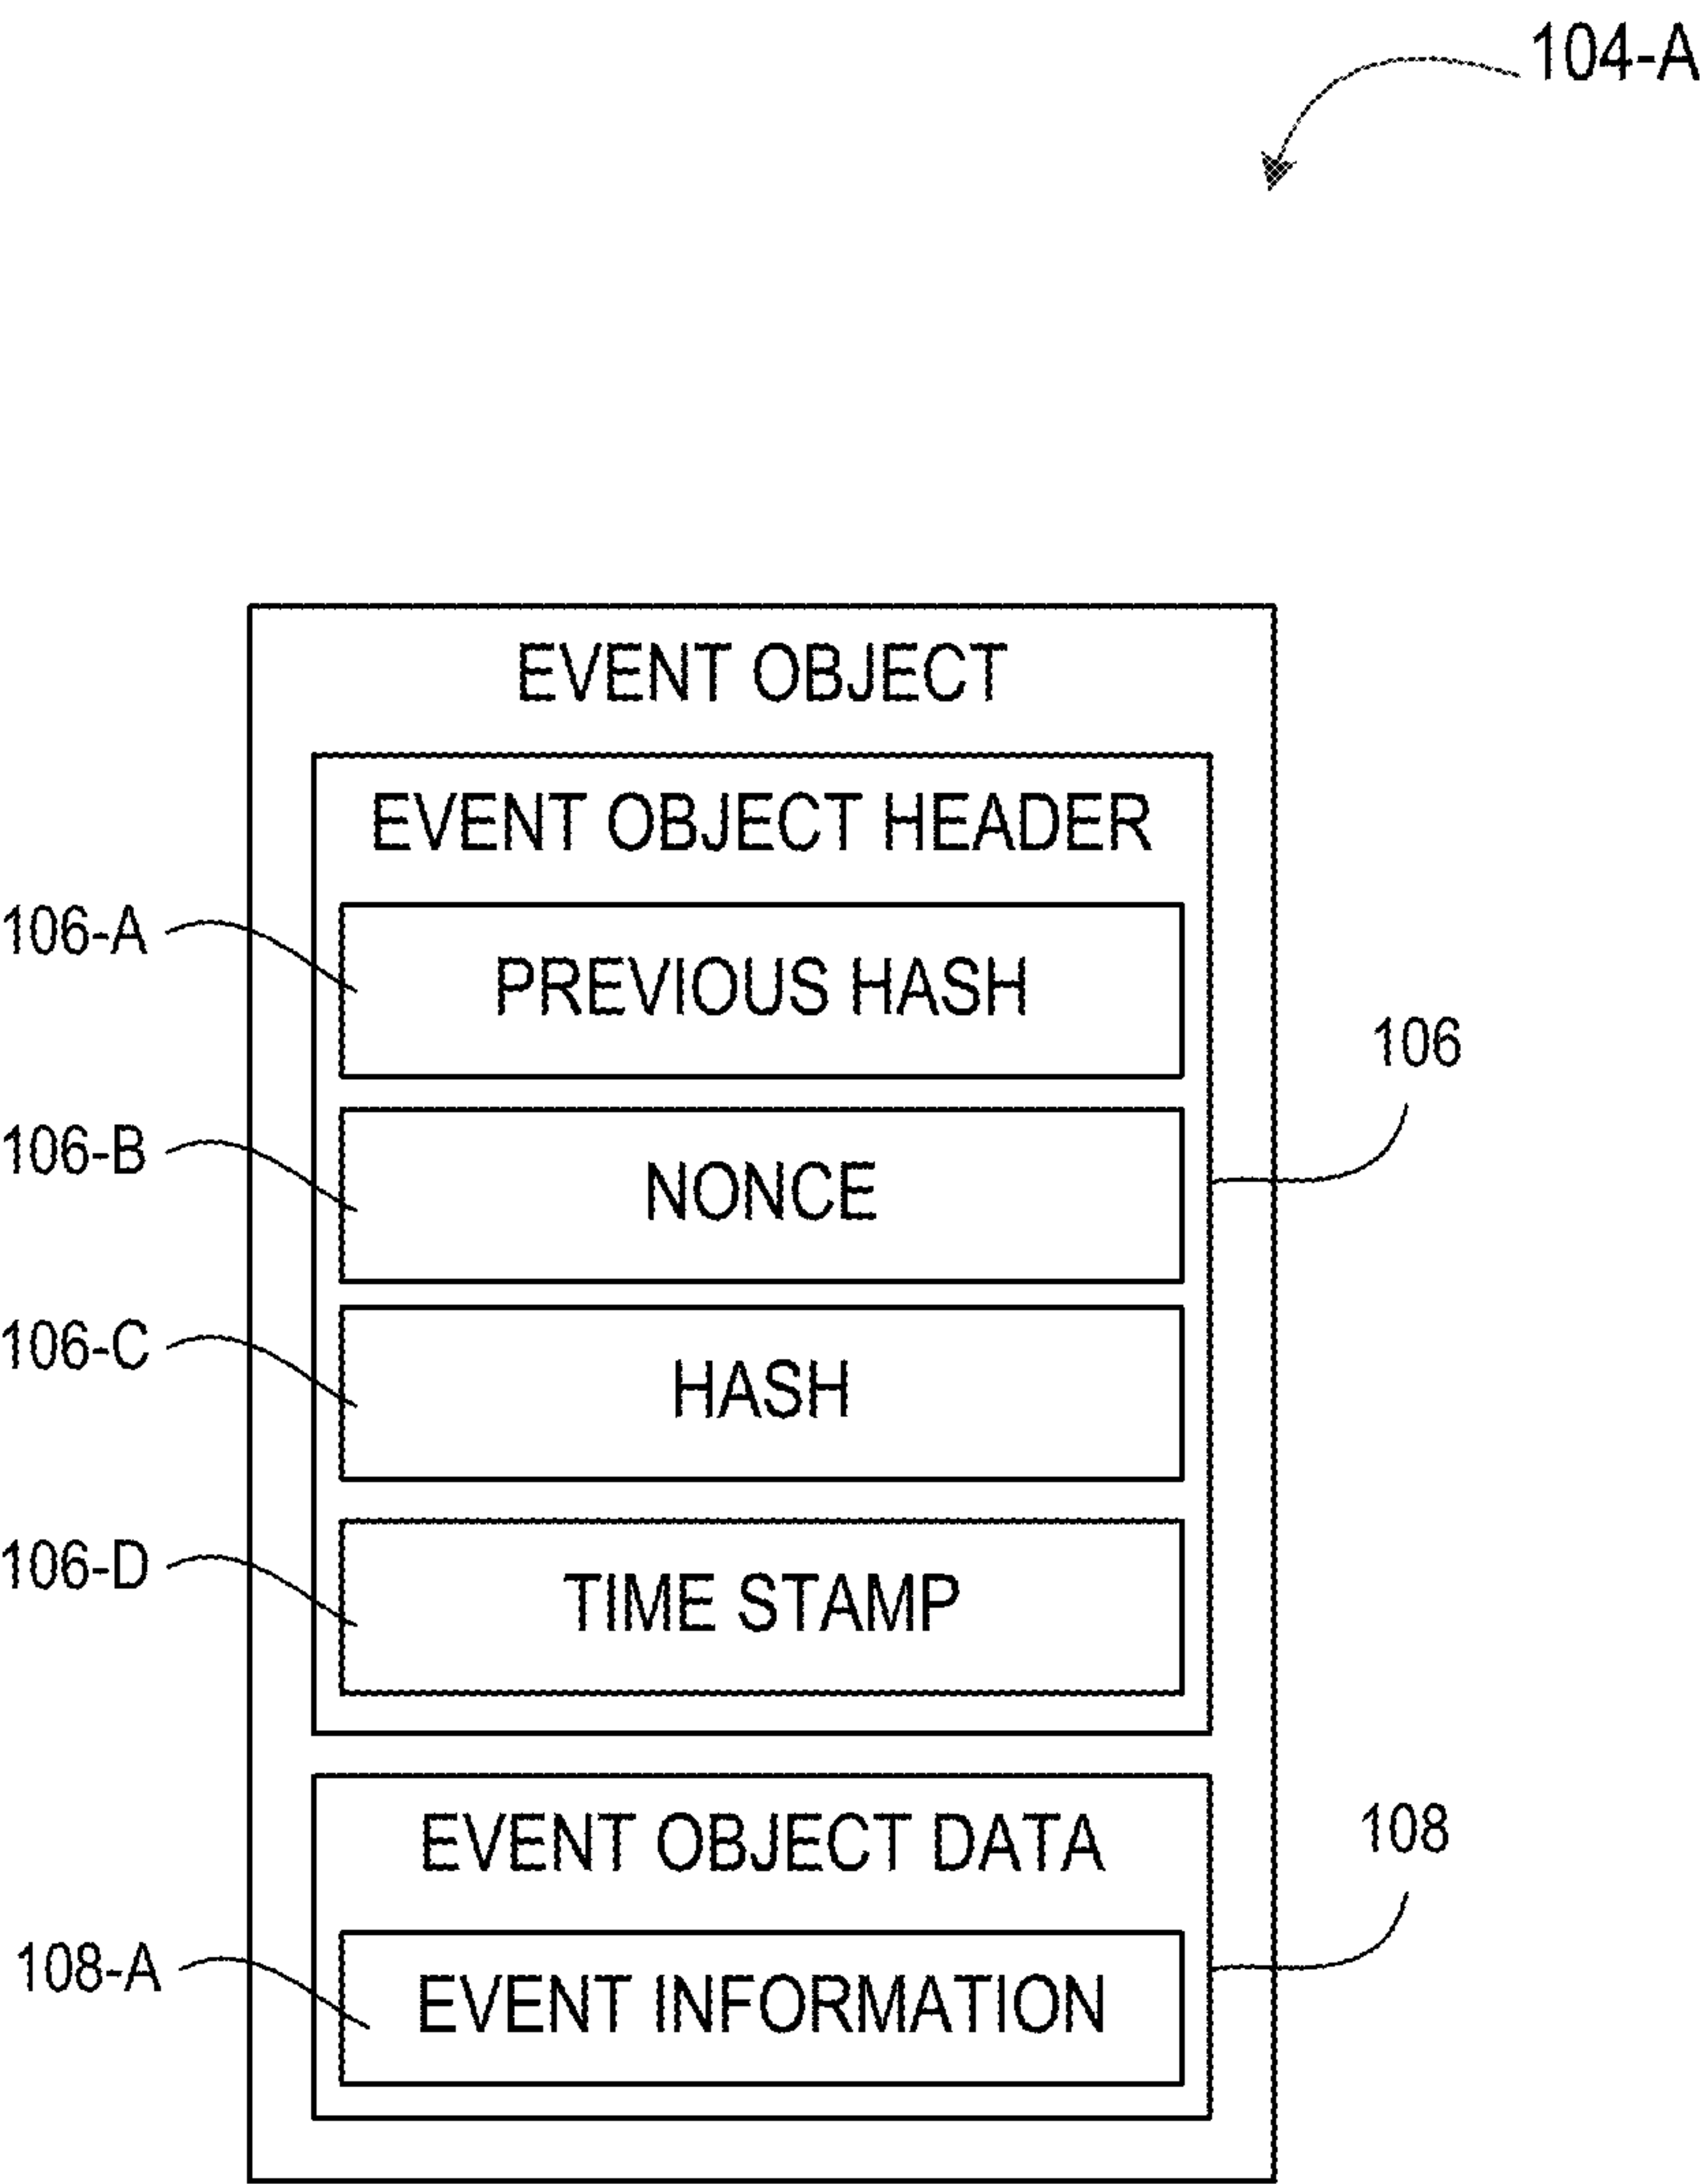 104-A
EVENT OBJECT
EVENT OBJECT HEADER
106-A
PREVIOUS HASH
106
106-B
NONCE
106-C
HASH
106-D
TIME STAMP
EVENT OBJECT DATA
108
108-A
EVENT INFORMATION